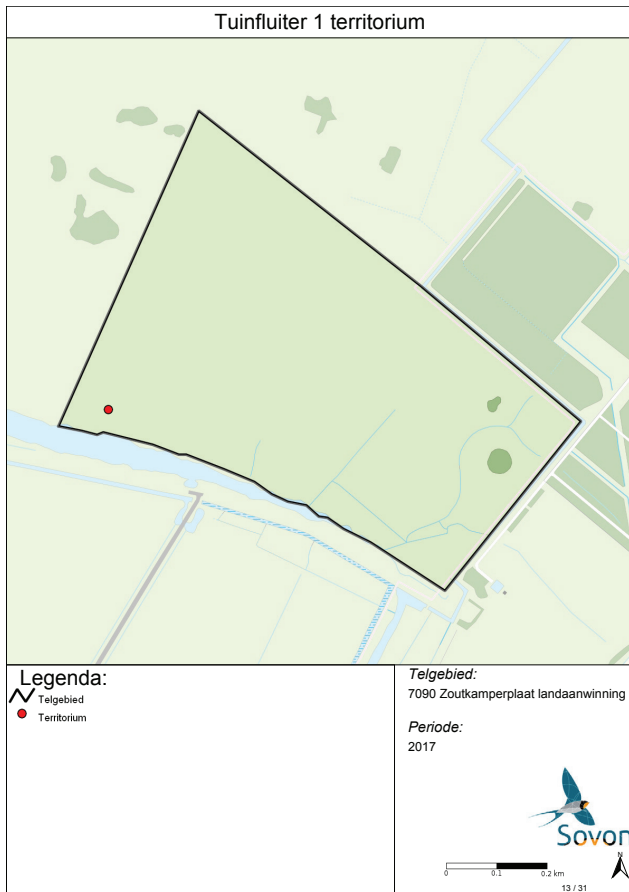 Tuinfluiter 1 territorium
Legenda:
Telgebied
Territorium
Telgebied:
7090 Zoutkamperplaat landaanwinning
Periode:
2017
Sovon
N
0 0.1 0.2 km
13 / 31